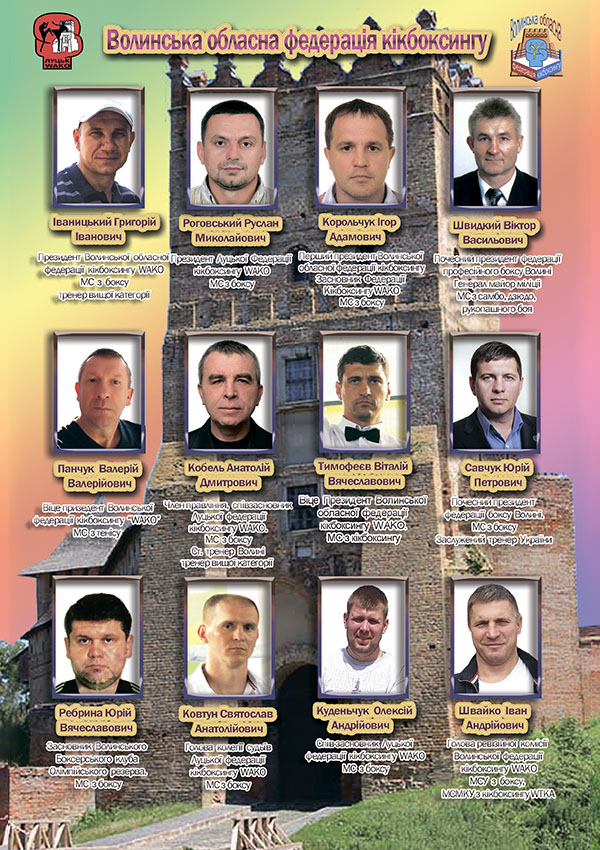 ЛУЦЬК
WAKO
Волинська обласна федерація кікбоксингу
Волинська обласна
федерація кікбоксингу
Іваницький Григорій
Іванович
Президент Волинської обласної
федерації кікбоксингу WAKO
МС з боксу
тренер вищої категорії
Роговський Руслан
Миколайович
Президент Луцької Федерації
кікбоксингу WAKO
МС з боксу
Корольчук Ігор
Адамович
Перший президент Волинської
обласної федерації кікбоксингу
Засновник Федерації
Кікбоксингу WAKO
МС з боксу
Швидкий Віктор
Васильович
Почесний президент федерації
професійного боксу Волині
Генерал майор міліції
МС з самбо, дзюдо,
рукопашного боя
Панчук Валерій
Валерійович
Віце призедент Волинської
федерації кікбоксингу "WAKO"
МС з тенісу
Кобель Анатолій
Дмитрович
Член правління, співзасновник
Луцької федерації
кікбоксингу WAKO.
МС з боксу
Ст. тренер Волині
тренер вищої категорії
Тимофеєв Віталій
Вячеславович
Віце Президент Волинської
обласної федерації
кікбоксингу WAKO.
МС з кікбоксингу
Савчук Юрій
Петрович
Почесний президент
федерації боксу Волині.
МС з боксу
Заслужений тренер України
Ребрина Юрій
Вячеславович
Засновник Волинського
Боксерського клуба
Олімпійського резерва.
МС з боксу
Ковтун Святослав
Анатолійович
Голова колегії судьїв
Луцької федерації
кікбоксингу WAKO
МС з боксу
Куденьчук Олексій
Андрійович
Співзасновник Луцької
федерації кікбоксингу WAKO
МС з боксу
Швайко Іван
Андрійович
Голова ревізійної комісії
Волинської федерації
кікбоксингу WAKO
МСУ з боксу,
МСМКУ з кікбоксингу WTKA